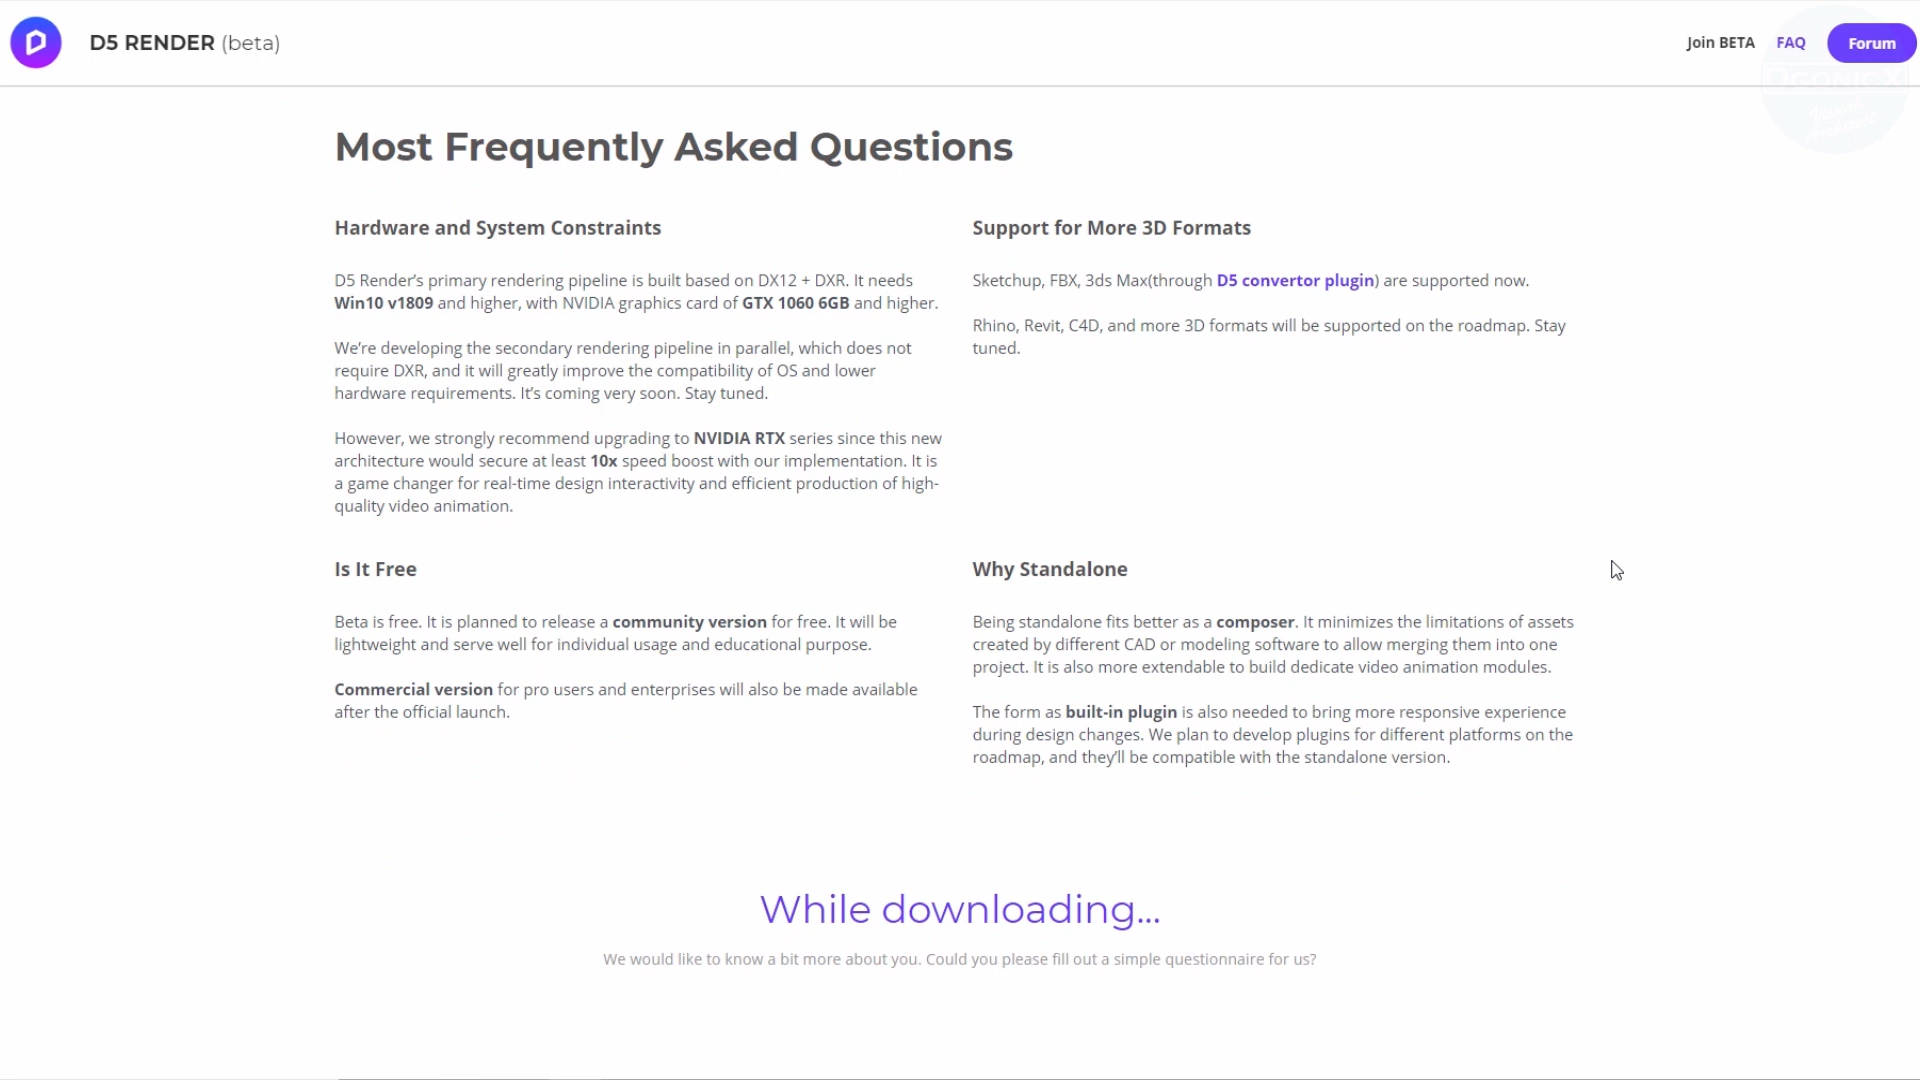 D5 RENDER (beta)
Join BETA
FAQ
Forum
Most Frequently Asked Questions
Hardware and System Constraints
D5 Render's primary rendering pipeline is built based on DX12 + DXR. It needs
Win10 v1809 and higher, with NVIDIA graphics card of GTX 1060 6GB and higher.
We're developing the secondary rendering pipeline in parallel, which does not
require DXR, and it will greatly improve the compatibility of OS and lower
hardware requirements. It's coming very soon. Stay tuned.
However, we strongly recommend upgrading to NVIDIA RTX series since this new
architecture would secure at least 10x speed boost with our implementation. It is
a game changer for real-time design interactivity and efficient production of high-
quality video animation.
Support for More 3D Formats
Sketchup, FBX, 3ds Max(through D5 convertor plugin) are supported now.
Rhino, Revit, C4D, and more 3D formats will be supported on the roadmap. Stay
tuned.
Is It Free
Beta is free. It is planned to release a community version for free. It will be
lightweight and serve well for individual usage and educational purpose.
Commercial version for pro users and enterprises will also be made available
after the official launch.
Why Standalone
Being standalone fits better as a composer. It minimizes the limitations of assets
created by different CAD or modeling software to allow merging them into one
project. It is also more extendable to build dedicate video animation modules.
The form as built-in plugin is also needed to bring more responsive experience
during design changes. We plan to develop plugins for different platforms on the
roadmap, and they'll be compatible with the standalone version.
While downloading...
We would like to know a bit more about you. Could you please fill out a simple questionnaire for us?